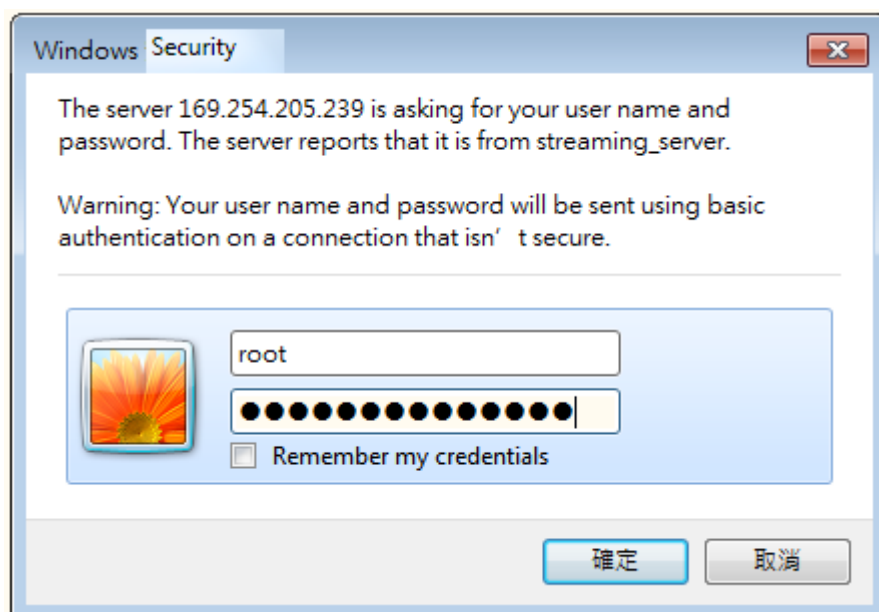 Windows Security
The server 169.254.205.239 is asking for your user name and
password. The server reports that it is from streaming_server.
Warning: Your user name and password will be sent using basic
authentication on a connection that isn’ t secure.
root
●●●●●●●●●●●●●●
Remember my credentials
確定 取消